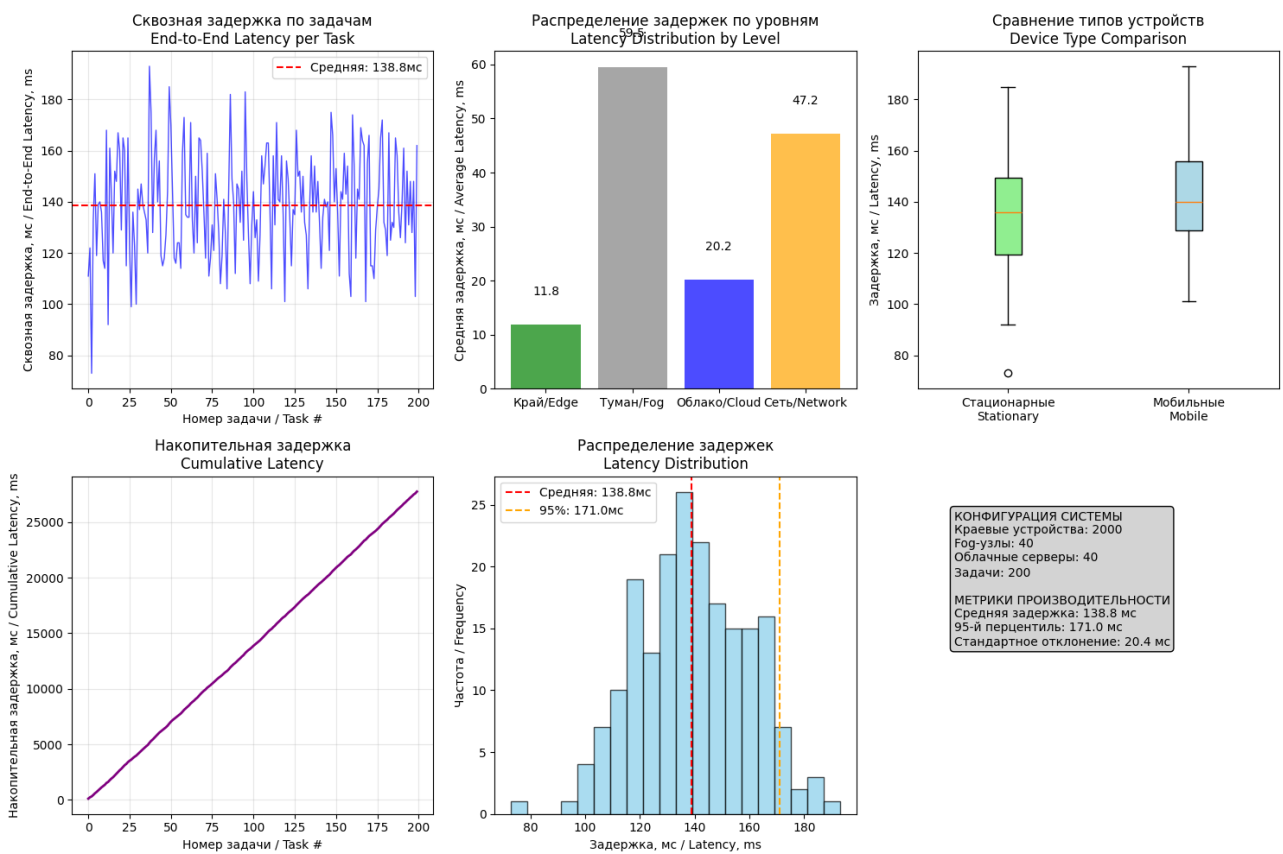 Сквозная задержка по задачам
End-to-End Latency per Task
Сквозная задержка, мс / End-to-End Latency, ms
180
160
140
120
100
80
Средняя: 138.8мс
0 25 50 75 100 125 150 175 200
Номер задачи / Task #
Распределение задержек по уровням
Latency Distribution by Level
59.5
Средняя задержка, мс / Average Latency, ms
60
50
40
30
20
10
0
11.8
20.2
47.2
Край/Edge Туман/Fog Облако/Cloud Сеть/Network
Сравнение типов устройств
Device Type Comparison
Задержка, мс / Latency, ms
180
160
140
120
100
80
Стационарные
Stationary
Мобильные
Mobile
Накопительная задержка
Cumulative Latency
Накопительная задержка, мс / Cumulative Latency, ms
25000
20000
15000
10000
5000
0
0 25 50 75 100 125 150 175 200
Номер задачи / Task #
Распределение задержек
Latency Distribution
Частота / Frequency
25
20
15
10
5
0
Средняя: 138.8мс
95%: 171.0мс
80 100 120 140 160 180
Задержка, мс / Latency, ms
КОНФИГУРАЦИЯ СИСТЕМЫ
Краевые устройства: 2000
Fog-узлы: 40
Облачные серверы: 40
Задачи: 200
МЕТРИКИ ПРОИЗВОДИТЕЛЬНОСТИ
Средняя задержка: 138.8 мс
95-й перцентиль: 171.0 мс
Стандартное отклонение: 20.4 мс